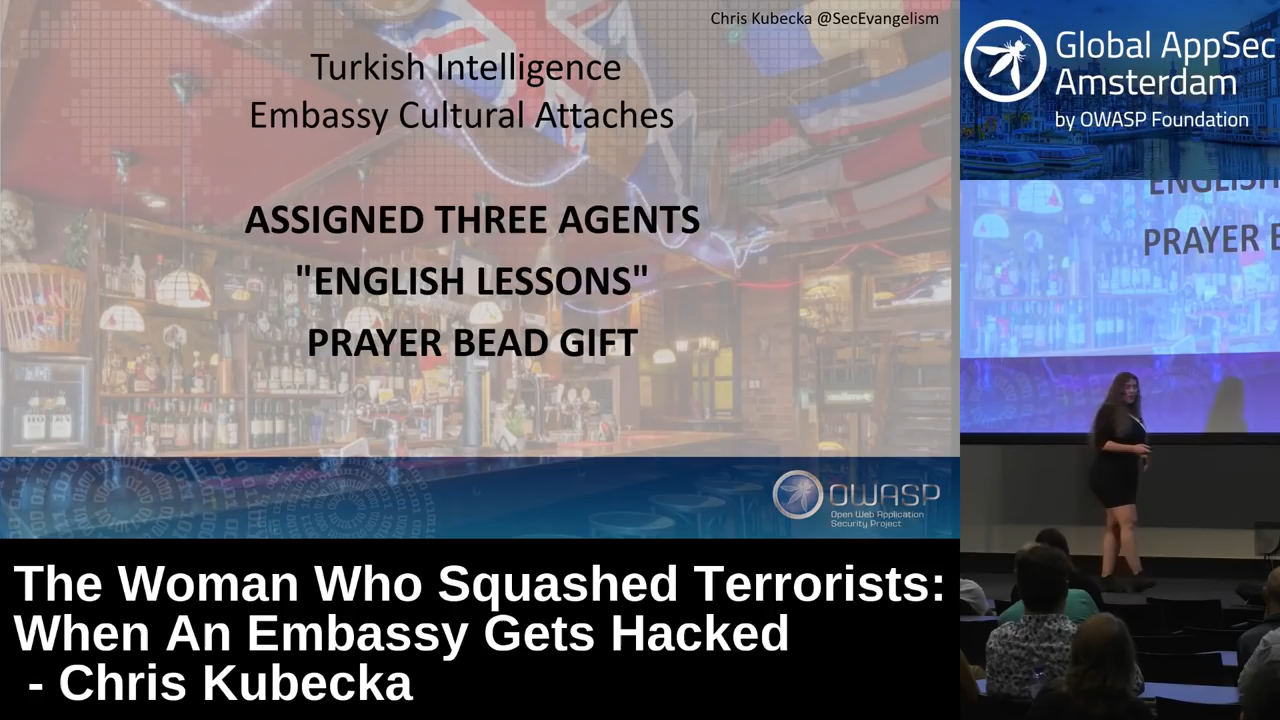 Chris Kubecka @SecEvangelism
Turkish Intelligence
Embassy Cultural Attaches
ASSIGNED THREE AGENTS
"ENGLISH LESSONS"
PRAYER BEAD GIFT
OWASP
Open Web Application
Security Project
The Woman Who Squashed Terrorists:
When An Embassy Gets Hacked
- Chris Kubecka
Global AppSec
Amsterdam
by OWASP Foundation
ENGLISH
PRAYER B